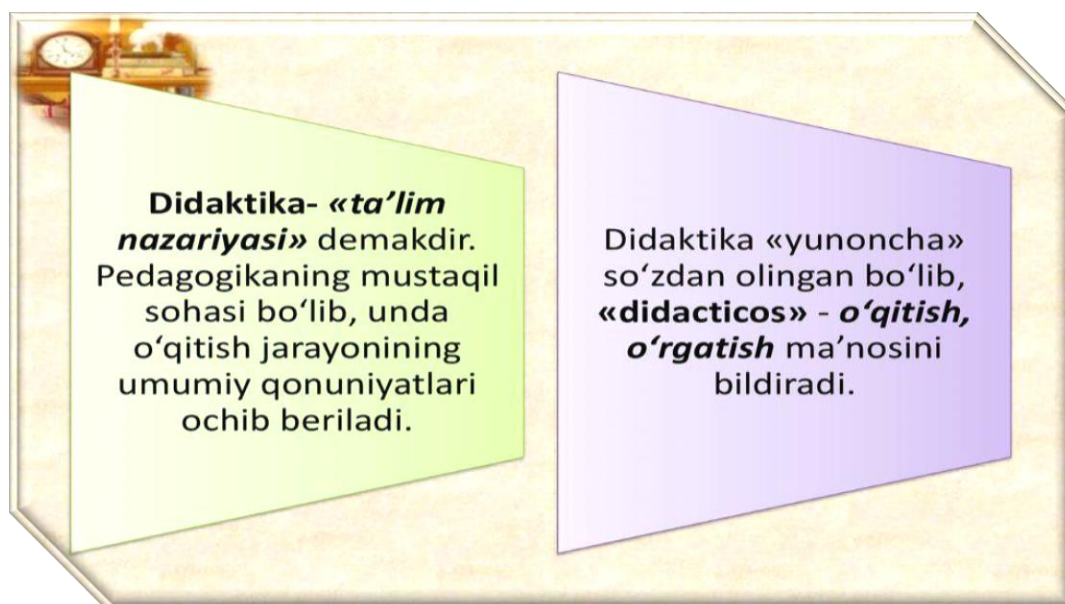 Didaktika- «ta’lim
nazariyasi» demakdir.
Pedagogikaning mustaqil
sohasi bo‘lib, unda
o‘qitish jarayonining
umumiy qonuniyatlari
ochib beriladi.
Didaktika «yunoncha»
so‘zdan olingan bo‘lib,
«didacticos» - o‘qitish,
o‘rgatish ma’nosini
bildiradi.